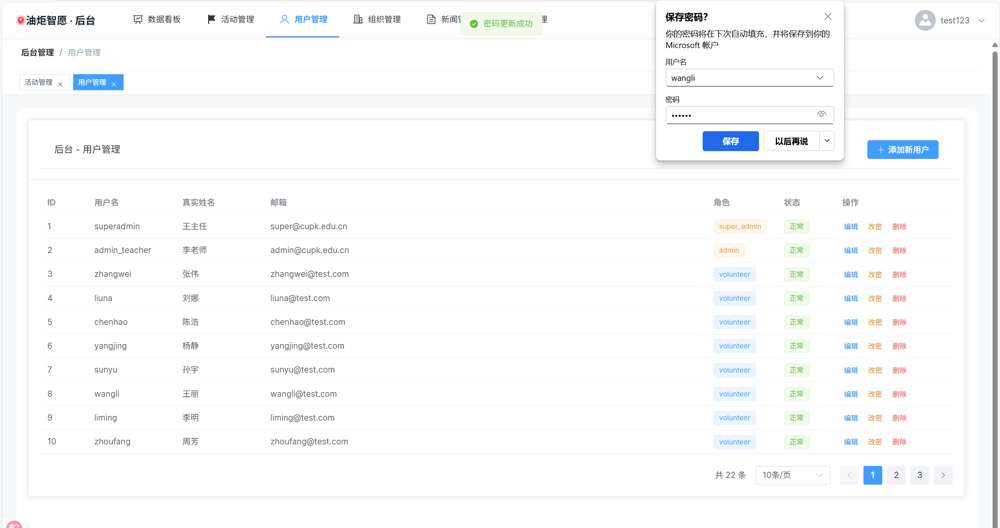 油炬智愿 · 后台
数据看板
活动管理
用户管理
组织管理
新闻
密码更新成功
理
test123
后台管理 / 用户管理
活动管理
用户管理
保存密码?
你的密码将在下次自动填充，并将保存到你的
Microsoft 帐户
用户名
wangli
密码
••••••
保存
以后再说
后台 - 用户管理
添加新用户
ID 用户名 真实姓名 邮箱 角色 状态 操作
1 superadmin 王主任 super@cupk.edu.cn super_admin 正常 编辑 改密 删除
2 admin_teacher 李老师 admin@cupk.edu.cn admin 正常 编辑 改密 删除
3 zhangwei 张伟 zhangwei@test.com volunteer 正常 编辑 改密 删除
4 liuna 刘娜 liuna@test.com volunteer 正常 编辑 改密 删除
5 chenhao 陈浩 chenhao@test.com volunteer 正常 编辑 改密 删除
6 yangjing 杨静 yangjing@test.com volunteer 正常 编辑 改密 删除
7 sunyu 孙宇 sunyu@test.com volunteer 正常 编辑 改密 删除
8 wangli 王丽 wangli@test.com volunteer 正常 编辑 改密 删除
9 liming 李明 liming@test.com volunteer 正常 编辑 改密 删除
10 zhoufang 周芳 zhoufang@test.com volunteer 正常 编辑 改密 删除
共 22 条 10条/页 1 2 3